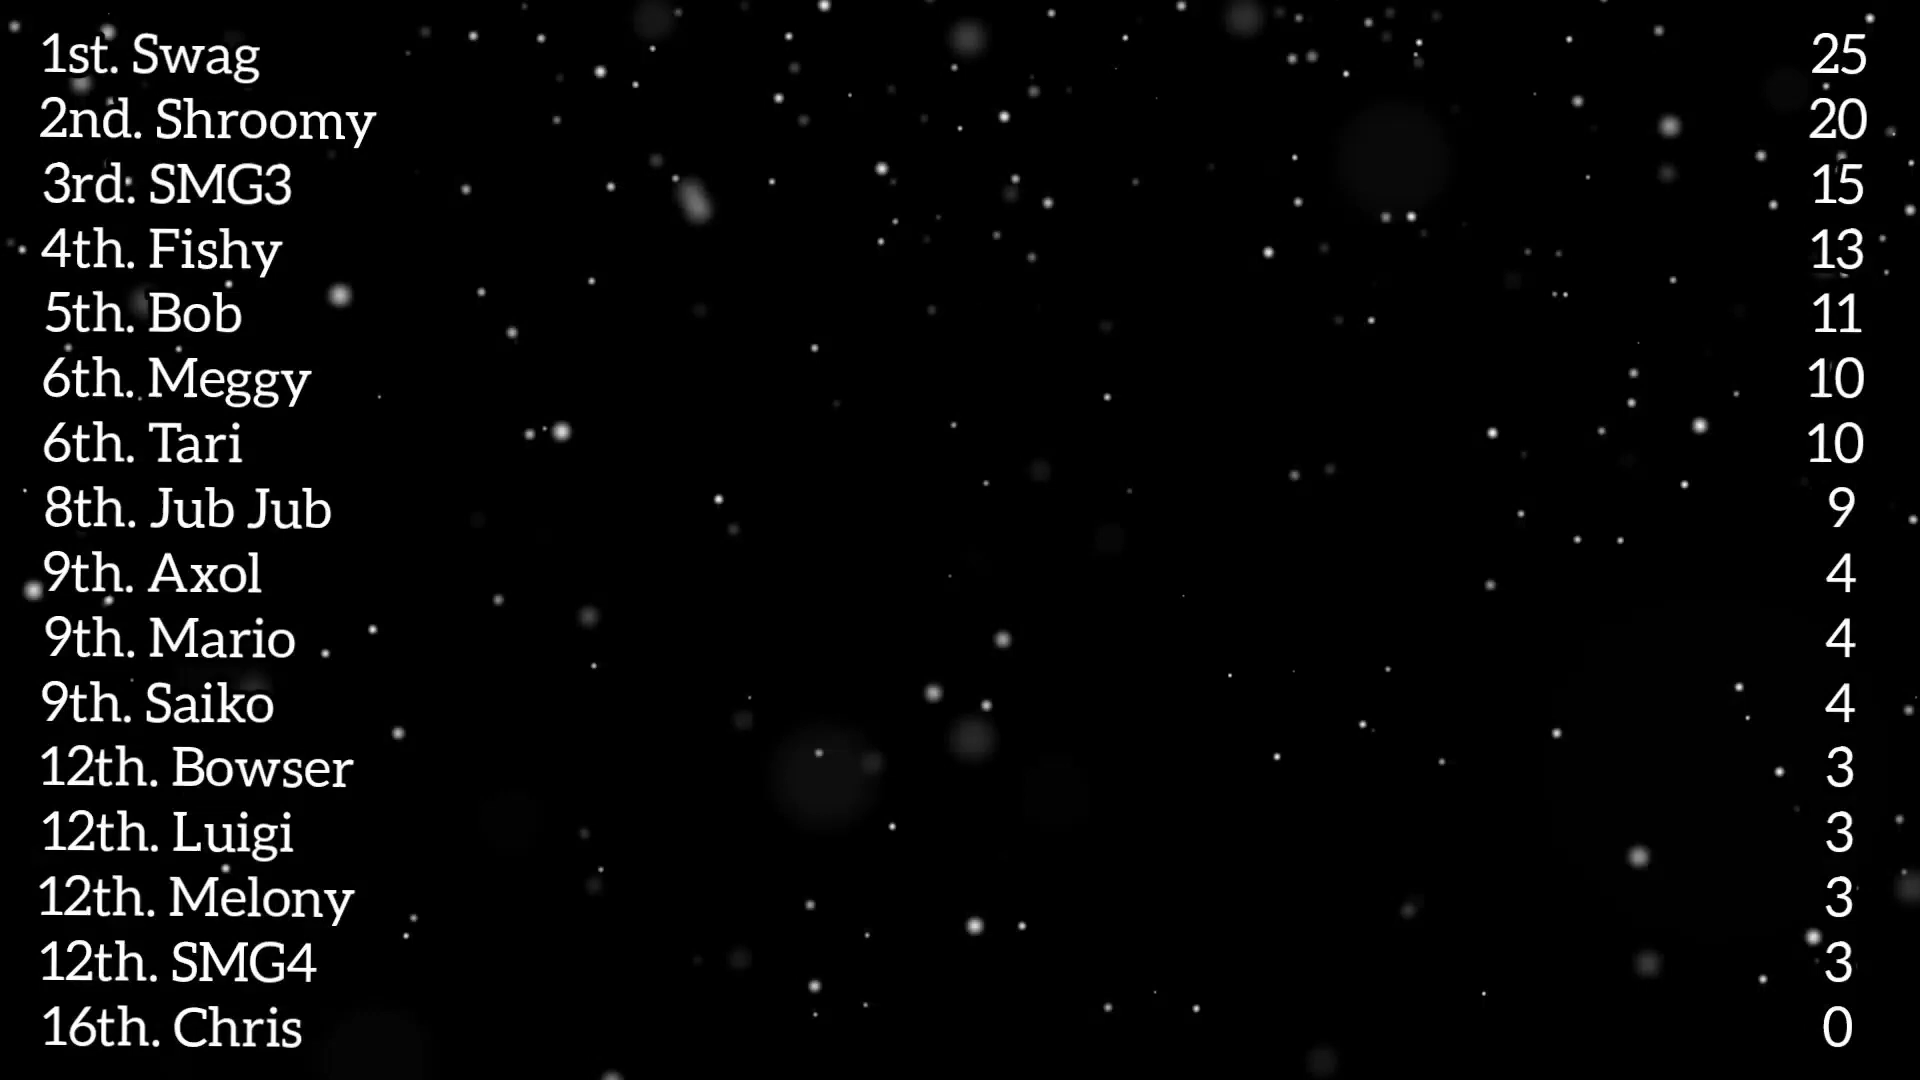 1st. Swag 25
2nd. Shroomy 20
3rd. SMG3 15
4th. Fishy 13
5th. Bob 11
6th. Meggy 10
6th. Tari 10
8th. Jub Jub 9
9th. Axol 4
9th. Mario 4
9th. Saiko 4
12th. Bowser 3
12th. Luigi 3
12th. Melony 3
12th. SMG4 3
16th. Chris 0